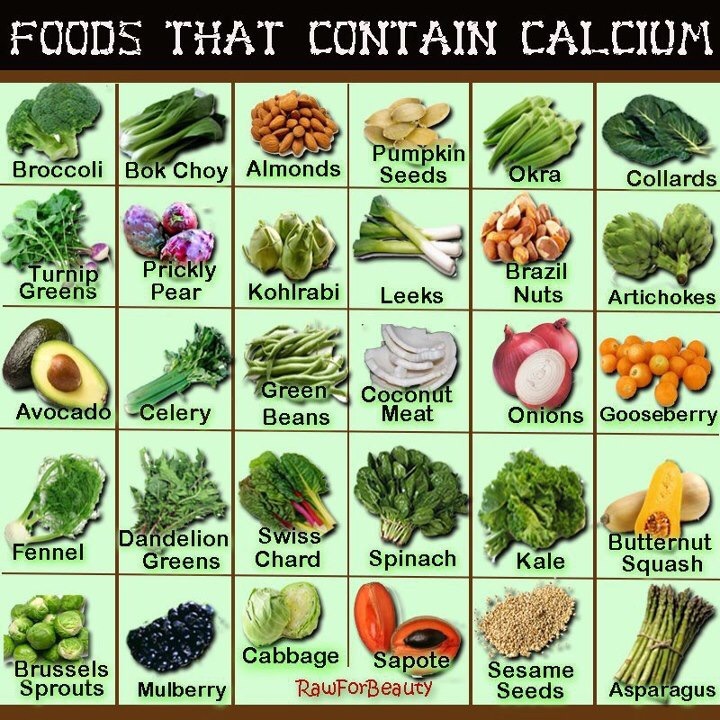 FOODS THAT CONTAIN CALCIUM
Broccoli
Bok Choy
Almonds
Pumpkin
Seeds
Okra
Collards
Turnip
Greens
Prickly
Pear
Kohlrabi
Leeks
Brazil
Nuts
Artichokes
Avocado
Celery
Green
Beans
Coconut
Meat
Onions
Gooseberry
Fennel
Dandelion
Greens
Swiss
Chard
Spinach
Kale
Butternut
Squash
Brussels
Sprouts
Mulberry
Cabbage
Sapote
Sesame
Seeds
Asparagus
RawForBeauty